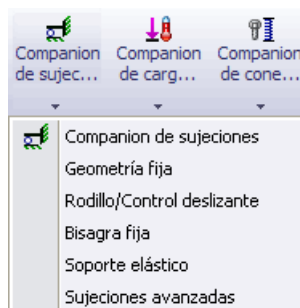 Companion Companion Companion
de sujec... de carg... de cone...
Companion de sujeciones
Geometría fija
Rodillo/Control deslizante
Bisagra fija
Soporte elástico
Sujeciones avanzadas